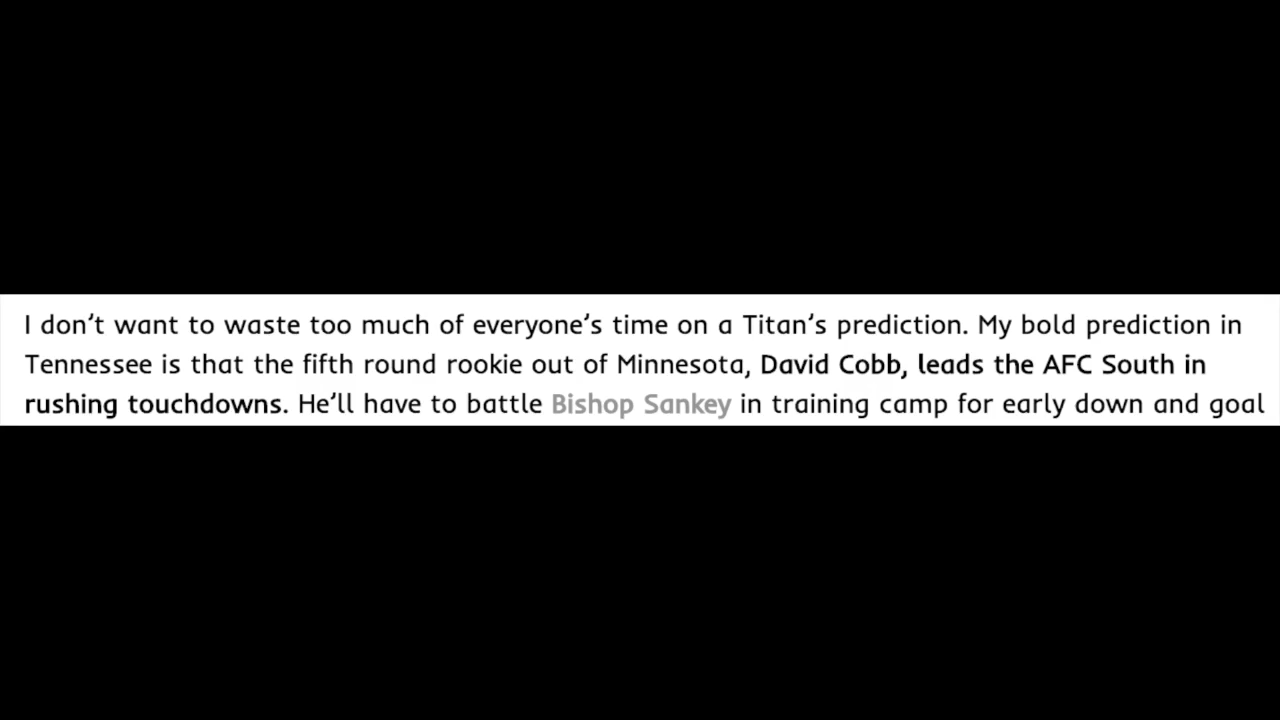 I don’t want to waste too much of everyone’s time on a Titan’s prediction. My bold prediction in
Tennessee is that the fifth round rookie out of Minnesota, David Cobb, leads the AFC South in
rushing touchdowns. He’ll have to battle Bishop Sankey in training camp for early down and goal